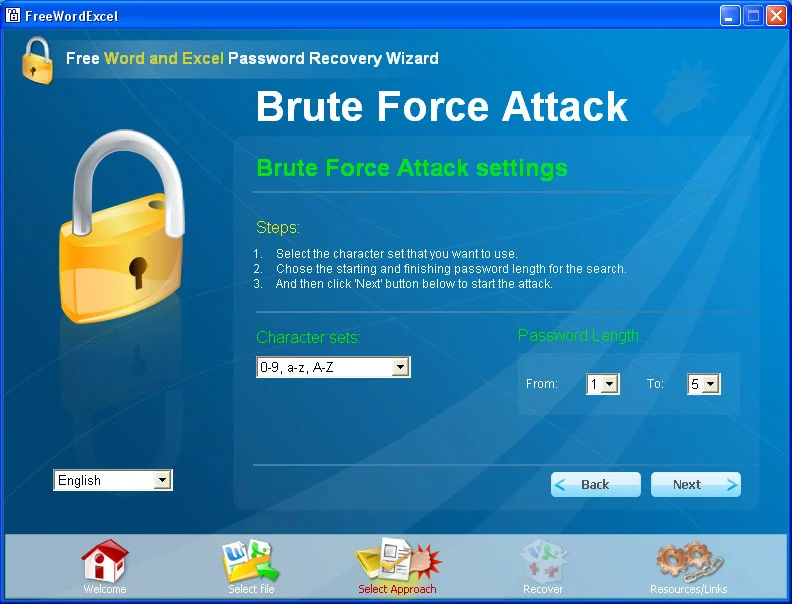 FreeWordExcel
Free Word and Excel Password Recovery Wizard
Brute Force Attack
Brute Force Attack settings
Steps:
1. Select the character set that you want to use.
2. Chose the starting and finishing password length for the search.
3. And then click 'Next' button below to start the attack.
Character sets:
Password Length:
0-9, a-z, A-Z
From: 1 To: 5
English
Back Next
Welcome Select file Select Approach Recover Resources/Links